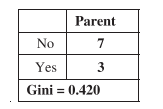 Parent
No 7
Yes 3
Gini = 0.420